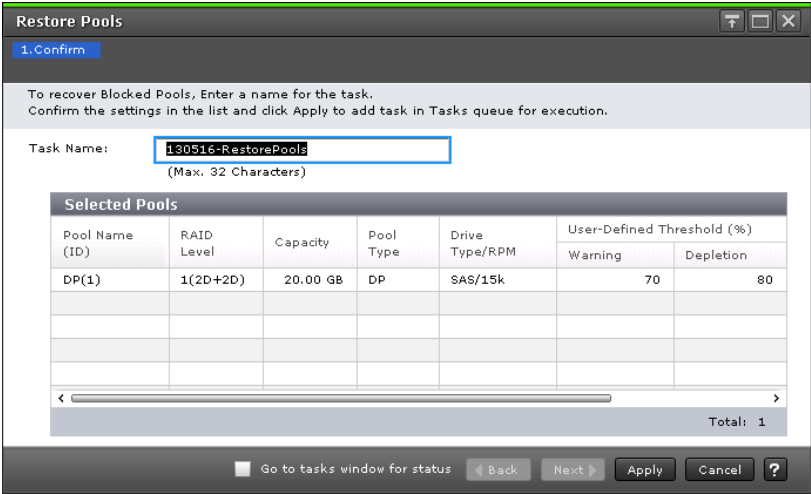 Restore Pools
1.Confirm
To recover Blocked Pools, Enter a name for the task.
Confirm the settings in the list and click Apply to add task in Tasks queue for execution.
Task Name: 130516-RestorePools
(Max. 32 Characters)
Selected Pools
Pool Name (ID) RAID Level Capacity Pool Type Drive Type/RPM User-Defined Threshold (%)
Warning Depletion
DP(1) 1(2D+2D) 20.00 GB DP SAS/15k 70 80
Total: 1
Go to tasks window for status Back Next Apply Cancel ?